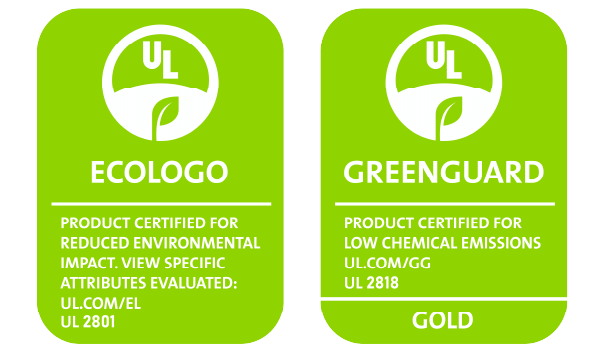 UL
ECOLOGO
PRODUCT CERTIFIED FOR
REDUCED ENVIRONMENTAL
IMPACT. VIEW SPECIFIC
ATTRIBUTES EVALUATED:
UL.COM/EL
UL 2801
UL
GREENGUARD
PRODUCT CERTIFIED FOR
LOW CHEMICAL EMISSIONS
UL.COM/GG
UL 2818
GOLD